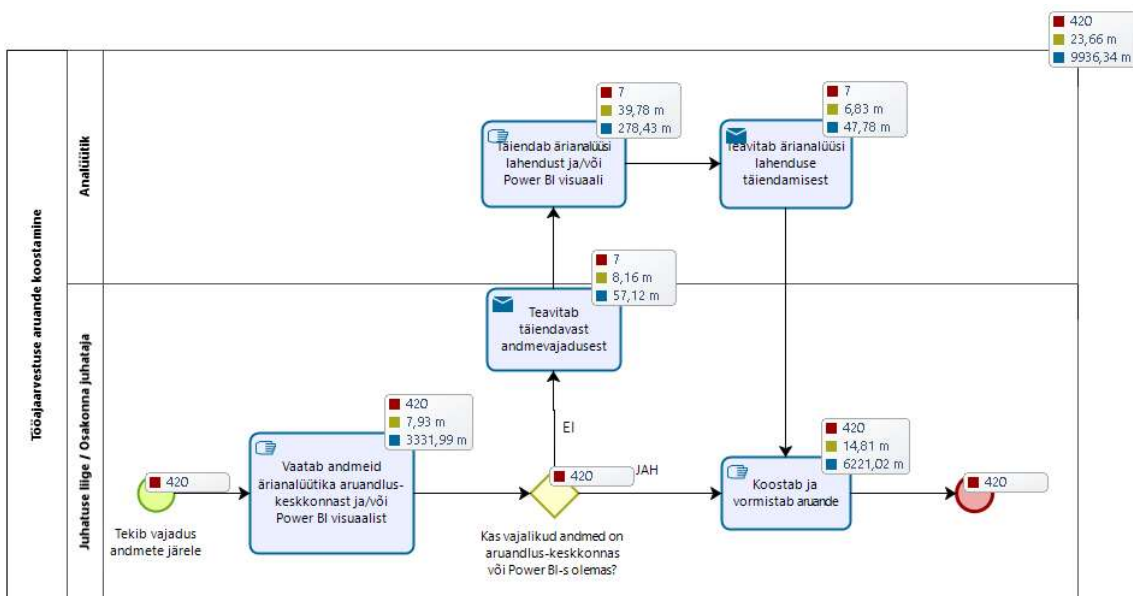 420
23,66 m
9936,34 m
Tööajaarvestuse aruande koostamine
Analüütik
7
39,78 m
278,43 m
Täiendab ärianalüüsi
lahendust ja/või
Power BI visuaali
7
6,83 m
47,78 m
Teavitab ärianalüüsi
lahenduse
täiendamisest
Juhatuse liige / Osakonna juhataja
7
8,16 m
57,12 m
Teavitab
täiendavast
andmevajadusest
EI
420
Tekib vajadus
andmete järele
420
7,93 m
3331,99 m
Vaatab andmeid
ärianalüütika aruandlus-
keskkonnast ja/või
Power BI visuaalist
420
JAH
Kas vajalikud andmed on
aruandlus-keskkonnas
või Power BI-s olemas?
420
14,81 m
6221,02 m
Koostab ja
vormistab aruande
420